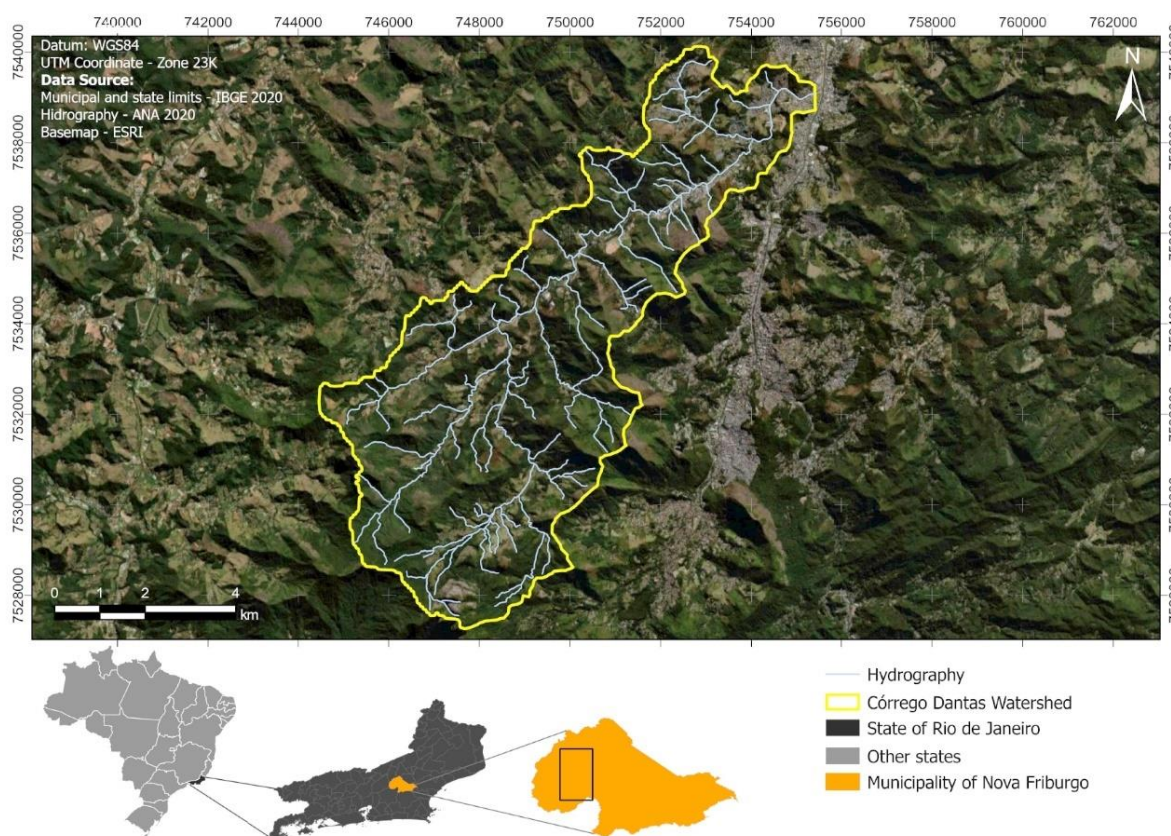 740000 742000 744000 746000 748000 750000 752000 754000 756000 758000 760000 762000
Datum: WGS84
UTM Coordinate - Zone 23K
Data Source:
Municipal and state limits - IBGE 2020
Hidrography - ANA 2020
Basemap - ESRI
N
7540000
7538000
7536000
7534000
7532000
7530000
7528000
0 1 2 4
km
Hydrography
Córrego Dantas Watershed
State of Rio de Janeiro
Other states
Municipality of Nova Friburgo